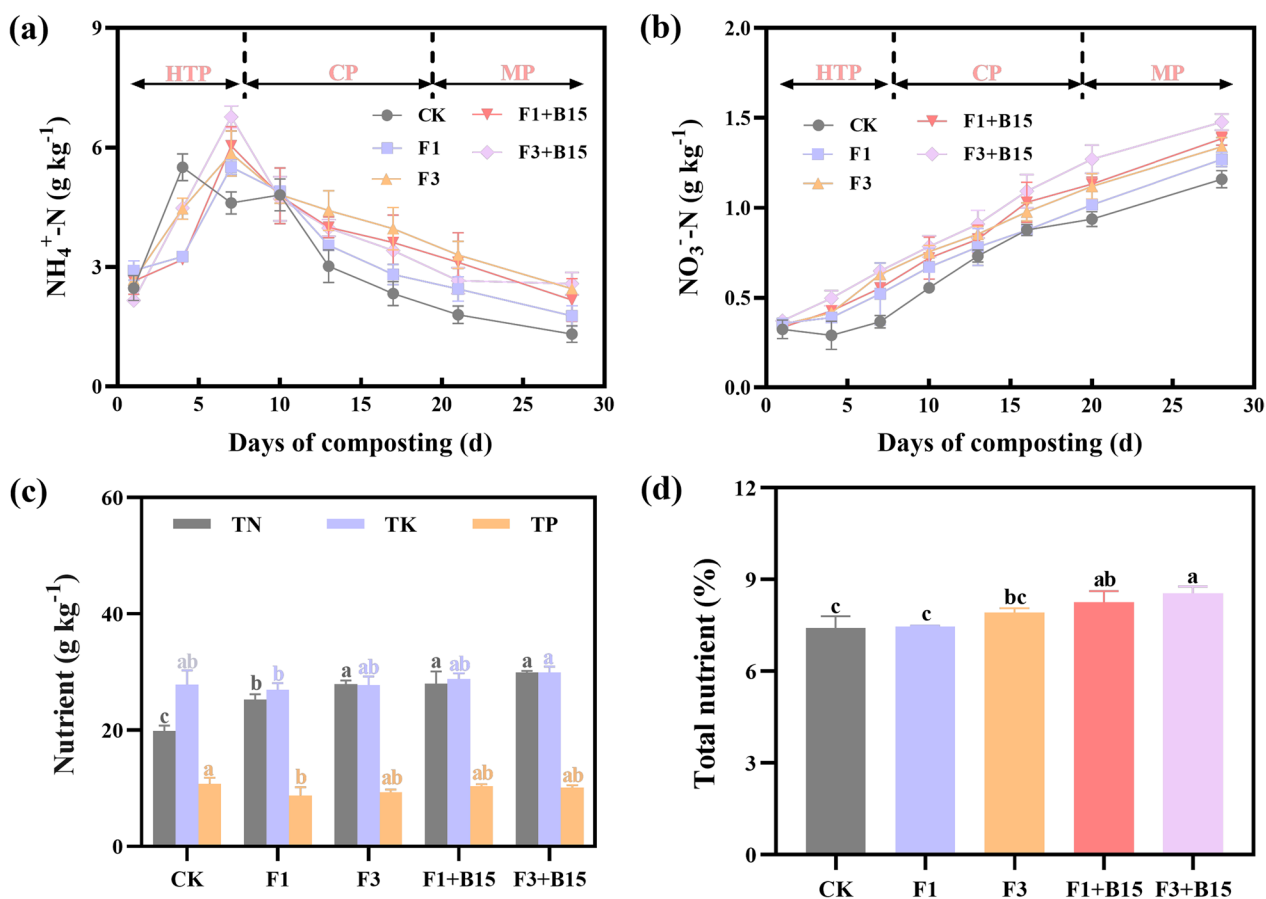 (a)
9
6
3
0
NH₄⁺-N (g kg⁻¹)
HTP CP MP
CK F1+B15
F1 F3+B15
F3
0 5 10 15 20 25 30
Days of composting (d)
(b)
2.0
1.5
1.0
0.5
0.0
NO₃⁻-N (g kg⁻¹)
HTP CP MP
CK F1+B15
F1 F3+B15
F3
0 5 10 15 20 25 30
Days of composting (d)
(c)
60
40
20
0
Nutrient (g kg⁻¹)
TN TK TP
c ab a b b b a ab ab a ab ab a a ab
CK F1 F3 F1+B15 F3+B15
(d)
12
9
6
3
0
Total nutrient (%)
c c bc ab a
CK F1 F3 F1+B15 F3+B15